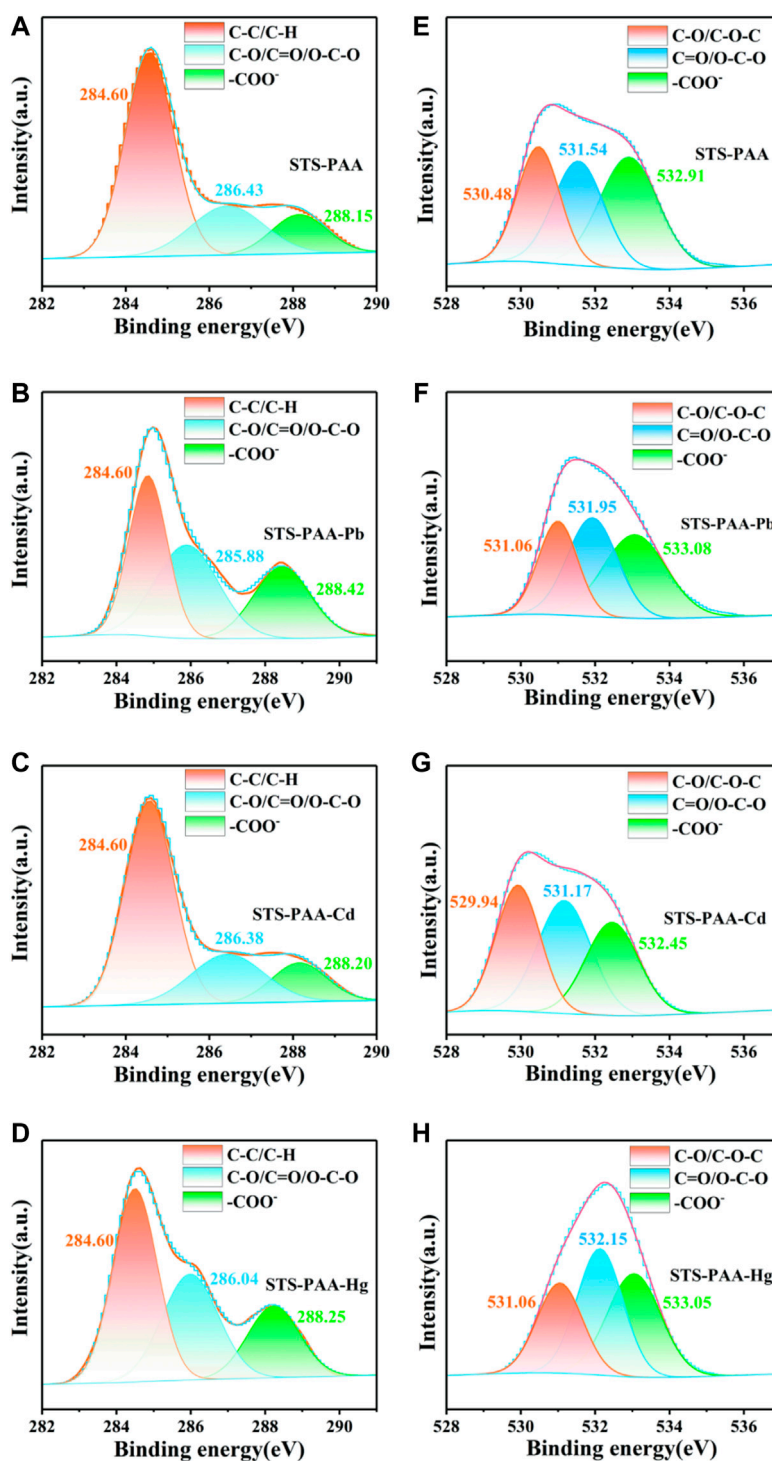 A
C-C/C-H
C-O/C=O/O-C-O
-COO⁻
284.60
286.43
288.15
STS-PAA
Intensity(a.u.)
282 284 286 288 290
Binding energy(eV)
E
C-O/C-O-C
C=O/O-C-O
-COO⁻
530.48
531.54
532.91
STS-PAA
Intensity(a.u.)
528 530 532 534 536
Binding energy(eV)
B
C-C/C-H
C-O/C=O/O-C-O
-COO⁻
284.60
285.88
288.42
STS-PAA-Pb
Intensity(a.u.)
282 284 286 288 290
Binding energy(eV)
F
C-O/C-O-C
C=O/O-C-O
-COO⁻
531.06
531.95
533.08
STS-PAA-Pb
Intensity(a.u.)
528 530 532 534 536
Binding energy(eV)
C
C-C/C-H
C-O/C=O/O-C-O
-COO⁻
284.60
286.38
288.20
STS-PAA-Cd
Intensity(a.u.)
282 284 286 288 290
Binding energy(eV)
G
C-O/C-O-C
C=O/O-C-O
-COO⁻
529.94
531.17
532.45
STS-PAA-Cd
Intensity(a.u.)
528 530 532 534 536
Binding energy(eV)
D
C-C/C-H
C-O/C=O/O-C-O
-COO⁻
284.60
286.04
288.25
STS-PAA-Hg
Intensity(a.u.)
282 284 286 288 290
Binding energy(eV)
H
C-O/C-O-C
C=O/O-C-O
-COO⁻
531.06
532.15
533.05
STS-PAA-Hg
Intensity(a.u.)
528 530 532 534 536
Binding energy(eV)